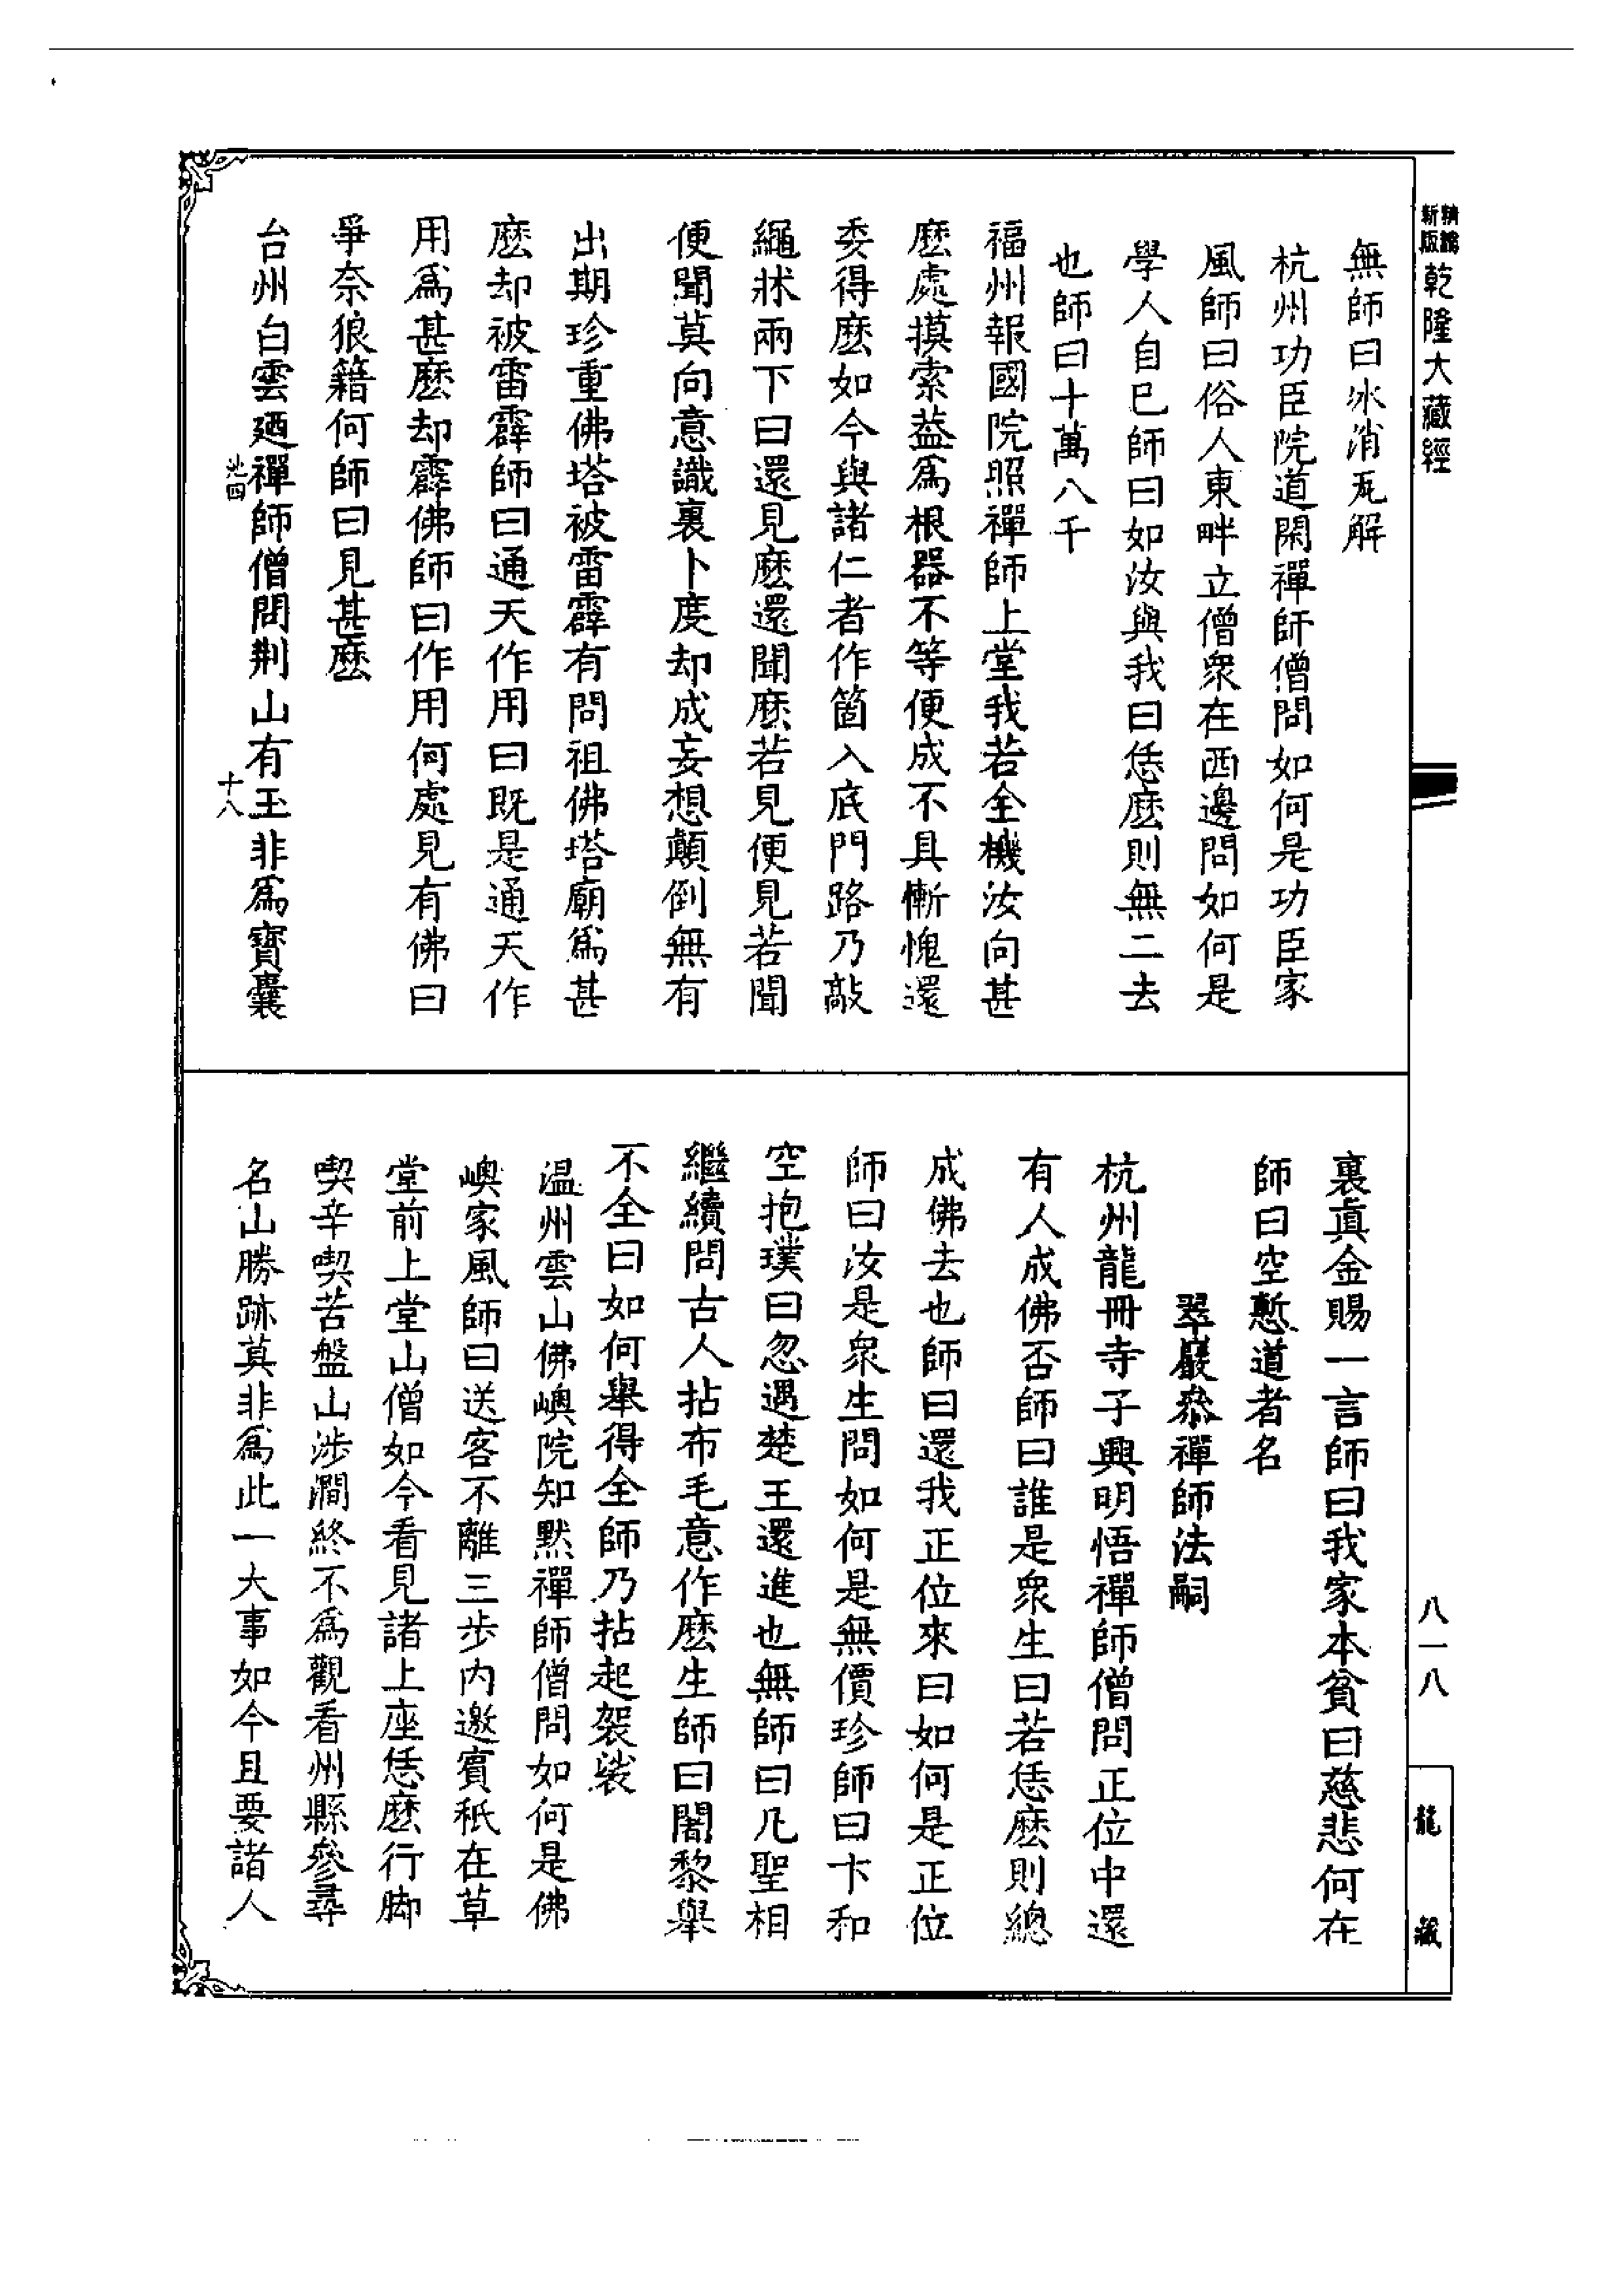 新版
精縮
乾隆大藏經
無師曰冰消瓦解
杭州功臣院道閑禪師僧問如何是功臣家
風師曰俗人東畔立僧衆在西邊問如何是
學人自已師曰如汝與我曰恁麽則無二去
也師曰十萬八千
福州報國院照禪師上堂我若全機汝向甚
麽處摸索葢爲根器不等便成不具慚愧還
委得麽如今與諸仁者作箇入底門路乃敲
繩牀兩下曰還見麽還聞麽若見便見若聞
便聞莫向意識裏卜度却成妄想顛倒無有
出期珍重佛塔被雷霹有問祖佛塔廟爲甚
麽却被雷霹師曰通天作用曰既是通天作
用爲甚麽却霹佛師曰作用何處見有佛曰
爭奈狼籍何師曰見甚麽
台州白雲廼禪師僧問荆山有玉非爲寶囊
池四
十八
裏眞金賜一言師曰我家本貧曰慈悲何在
師曰空慙道者名
翠巖叅禪師法嗣
杭州龍冊寺子興明悟禪師僧問正位中還
有人成佛否師曰誰是衆生曰若恁麽則總
成佛去也師曰還我正位來曰如何是正位
師曰汝是衆生問如何是無價珍師曰卞和
空抱璞曰忽遇楚王還進也無師曰凡聖相
繼續問古人拈布毛意作麽生師曰闍黎舉
不全曰如何舉得全師乃拈起袈裟
温州雲山佛嶴院知默禪師僧問如何是佛
嶴家風師曰送客不離三步內邀賓秖在草
堂前上堂山僧如今看見諸上座恁麽行脚
喫辛喫苦盤山涉澗終不爲觀看州縣參尋
名山勝跡莫非爲此一大事如今且要諸人
八一八
龍藏